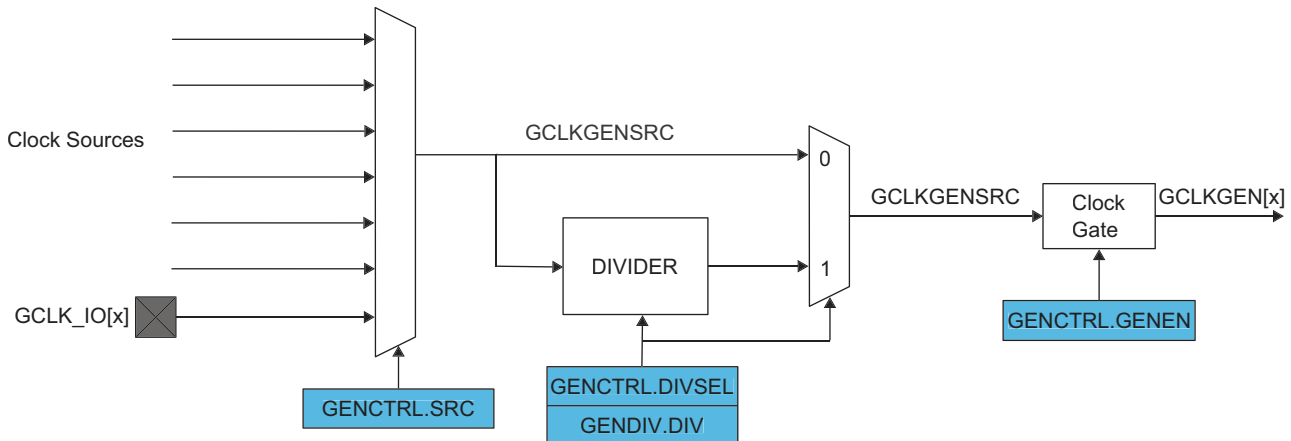 GCLKGENSRC
0
Clock Sources
GCLKGENSRC
Clock
Gate
GCLKGEN[x]
DIVIDER
1
GCLK_IO[x]
GENCTRL.GENEN
GENCTRL.DIVSEL
GENCTRL.SRC
GENDIV.DIV